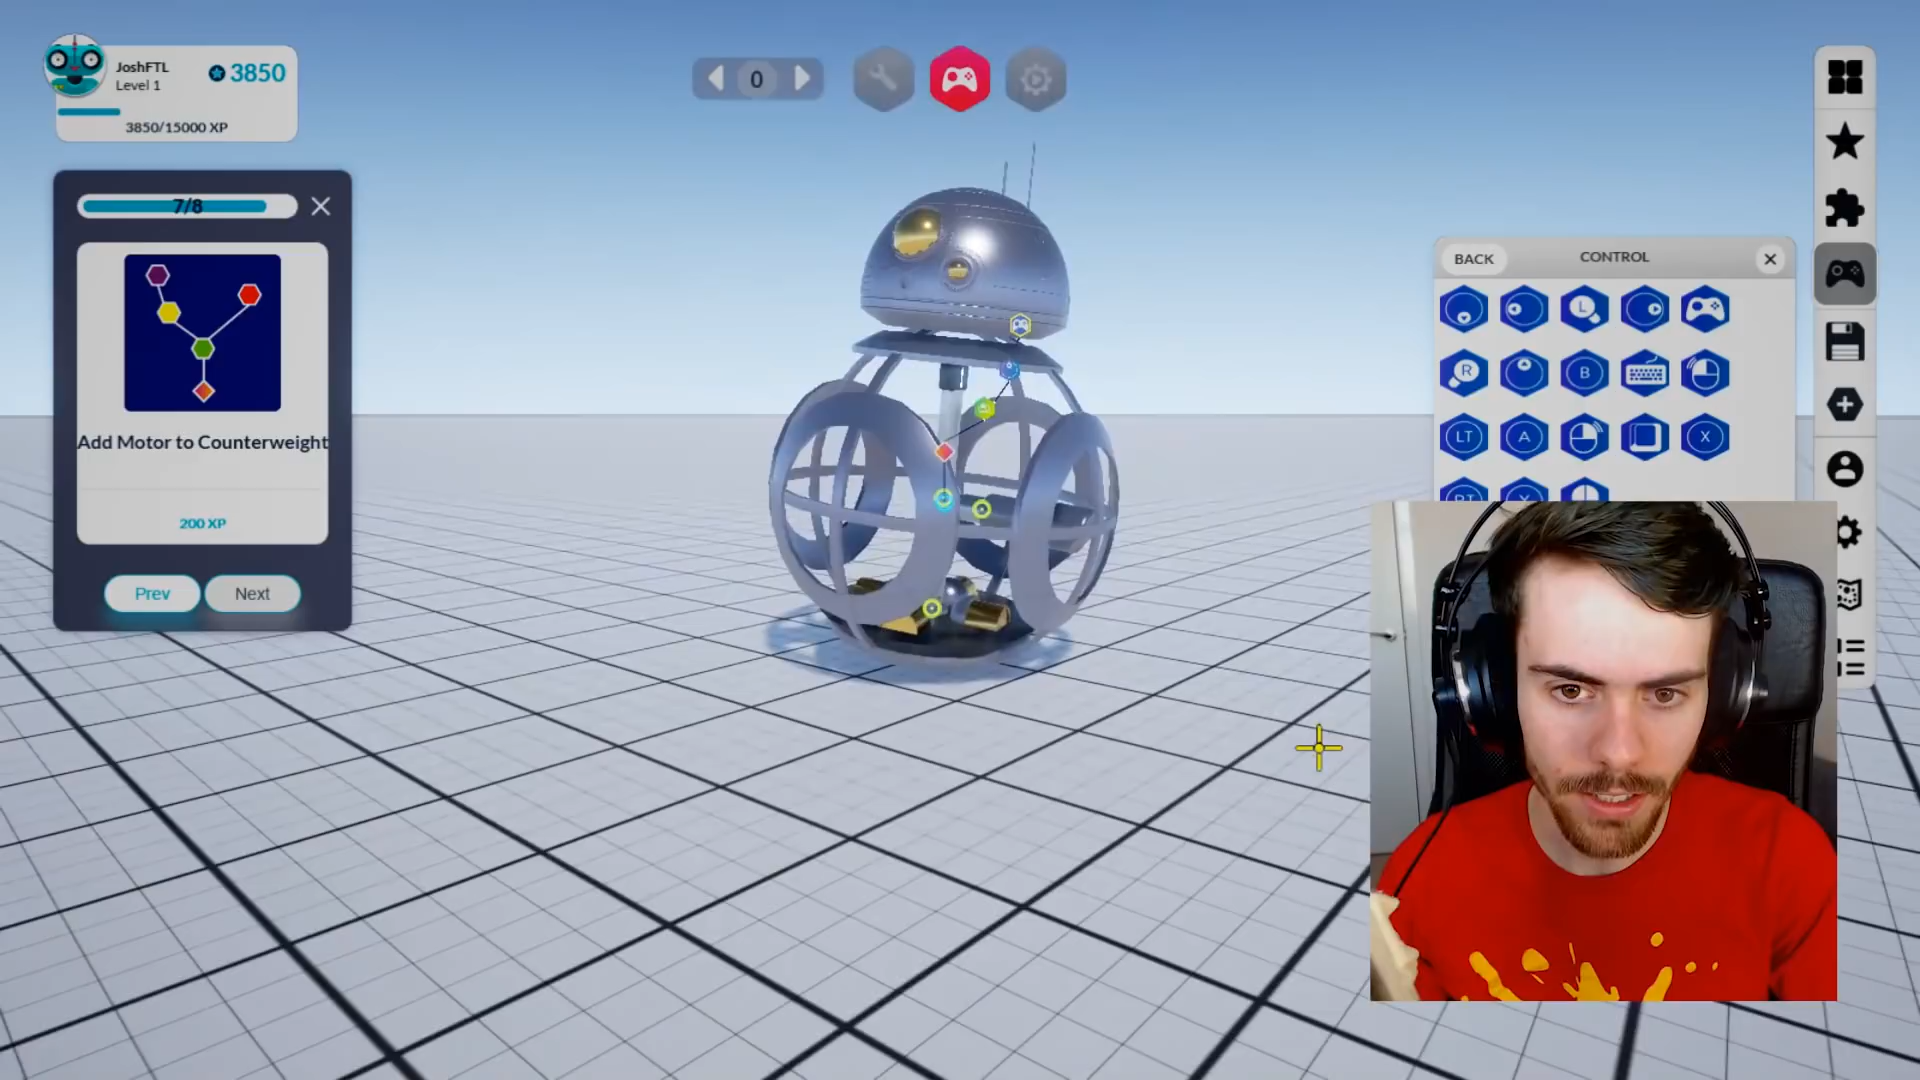 JoshFTL
Level 1
3850
3850/15000 XP
0
7/8
Add Motor to Counterweight
200 XP
Prev
Next
BACK
CONTROL
L
R
B
LT
A
X